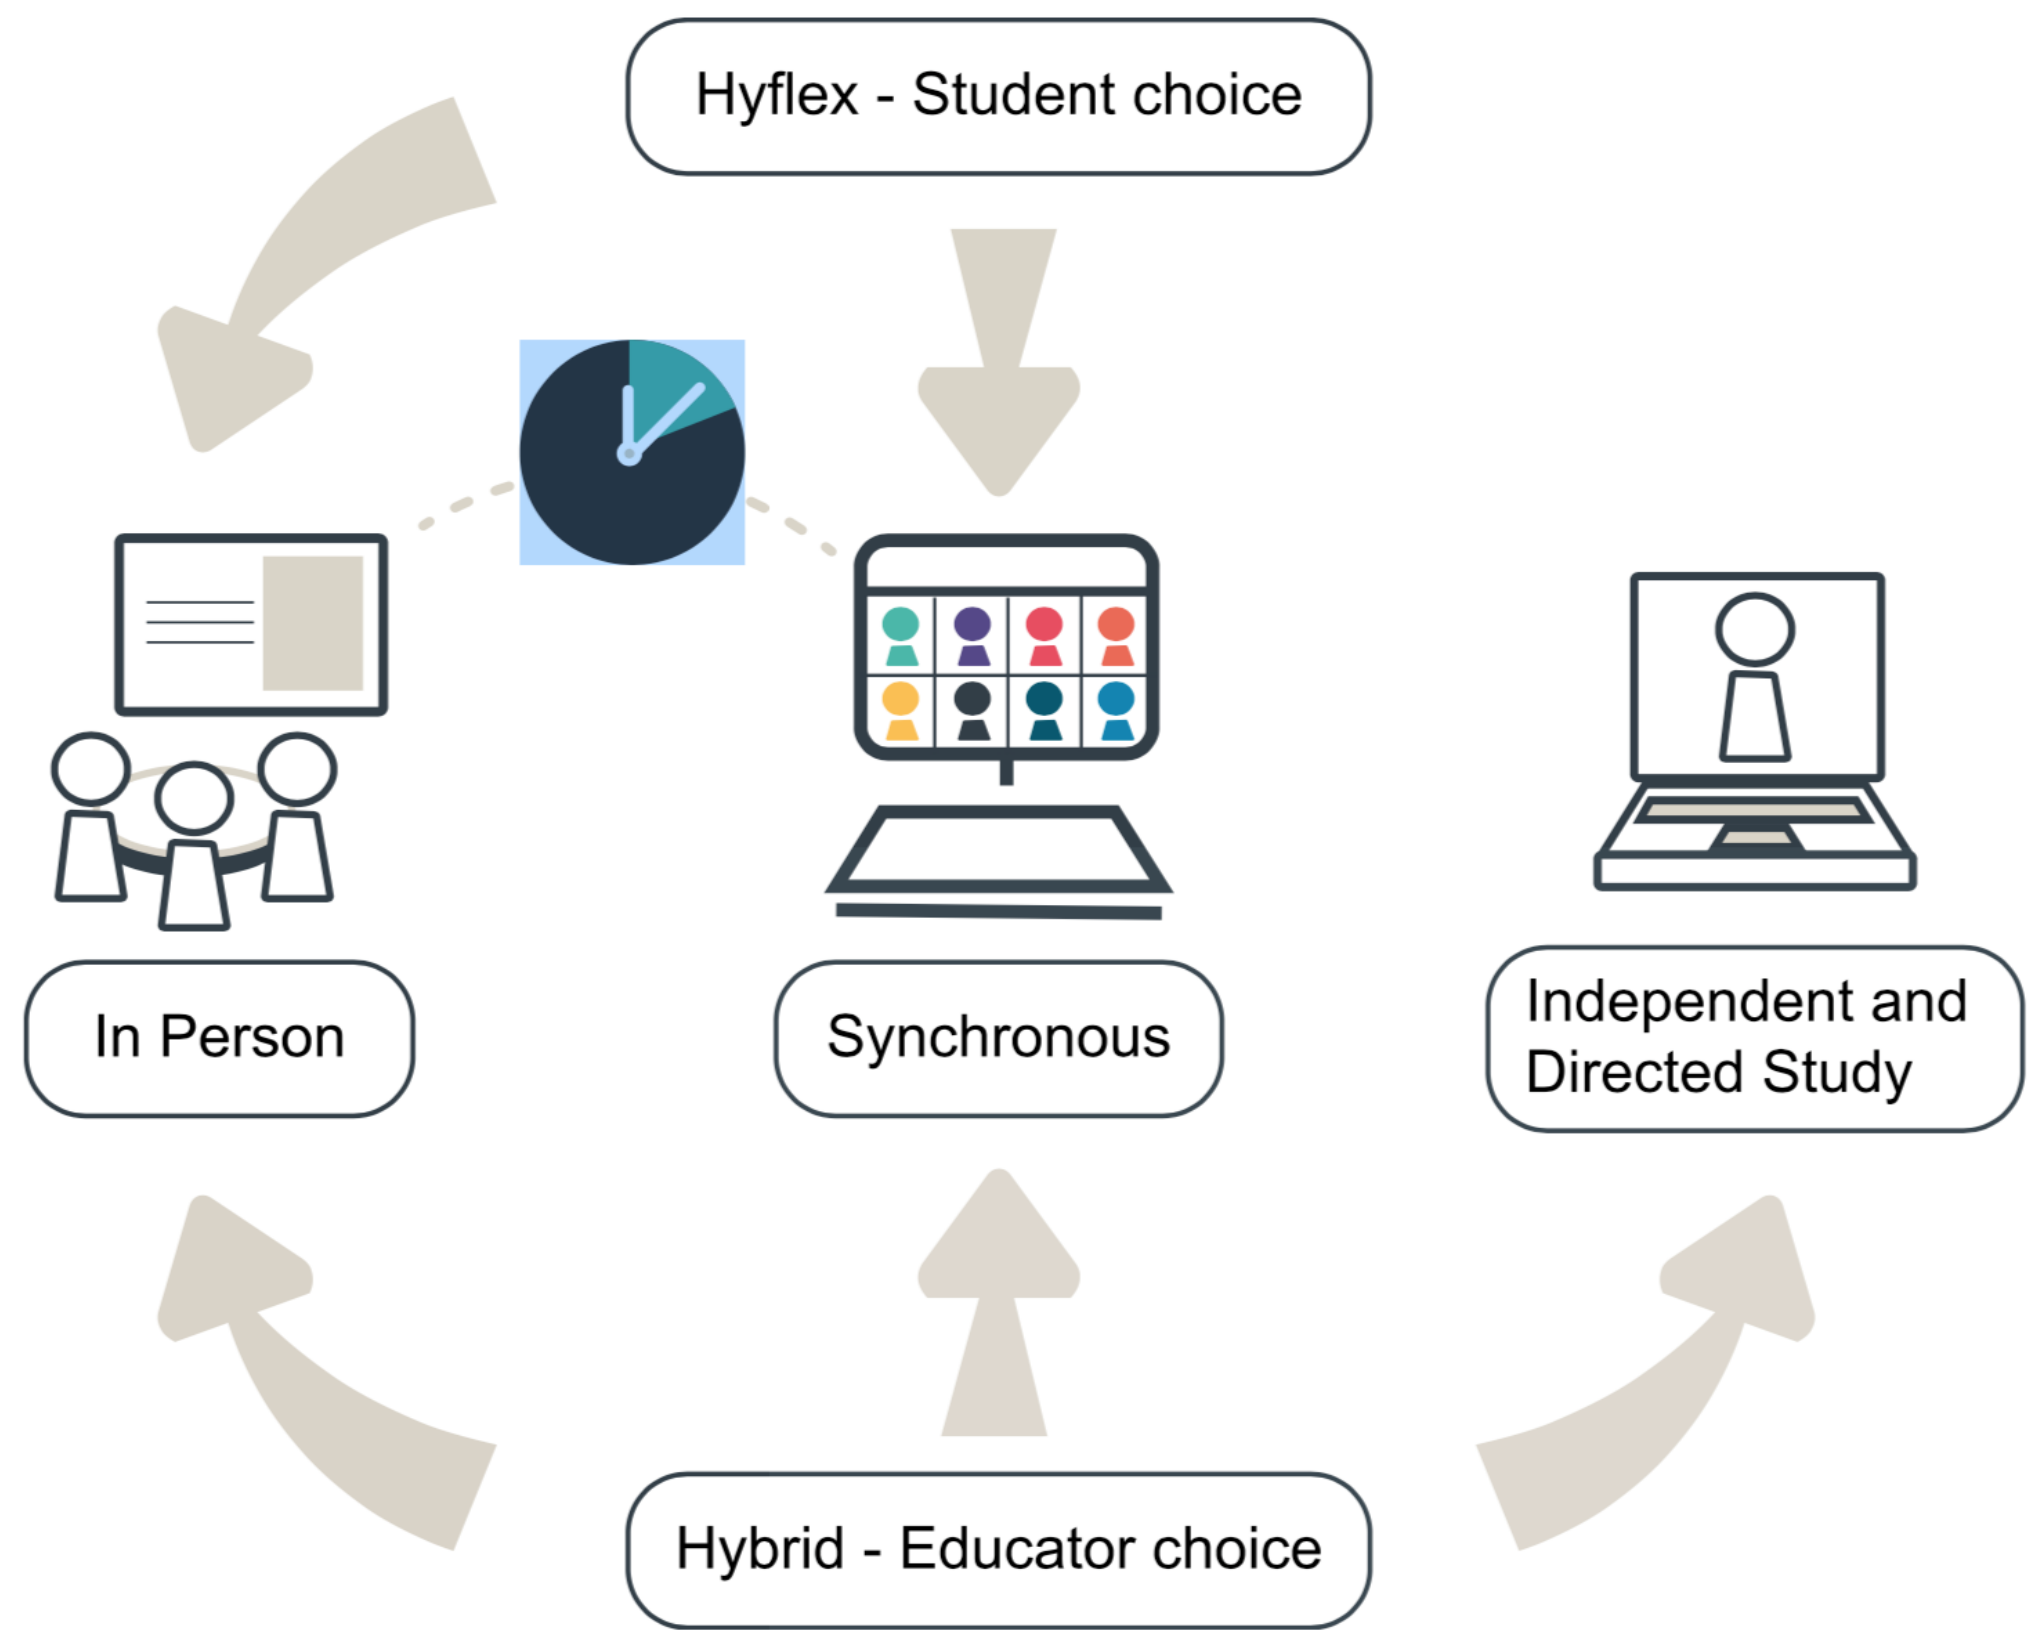 Hyflex - Student choice
In Person
Synchronous
Independent and
Directed Study
Hybrid - Educator choice